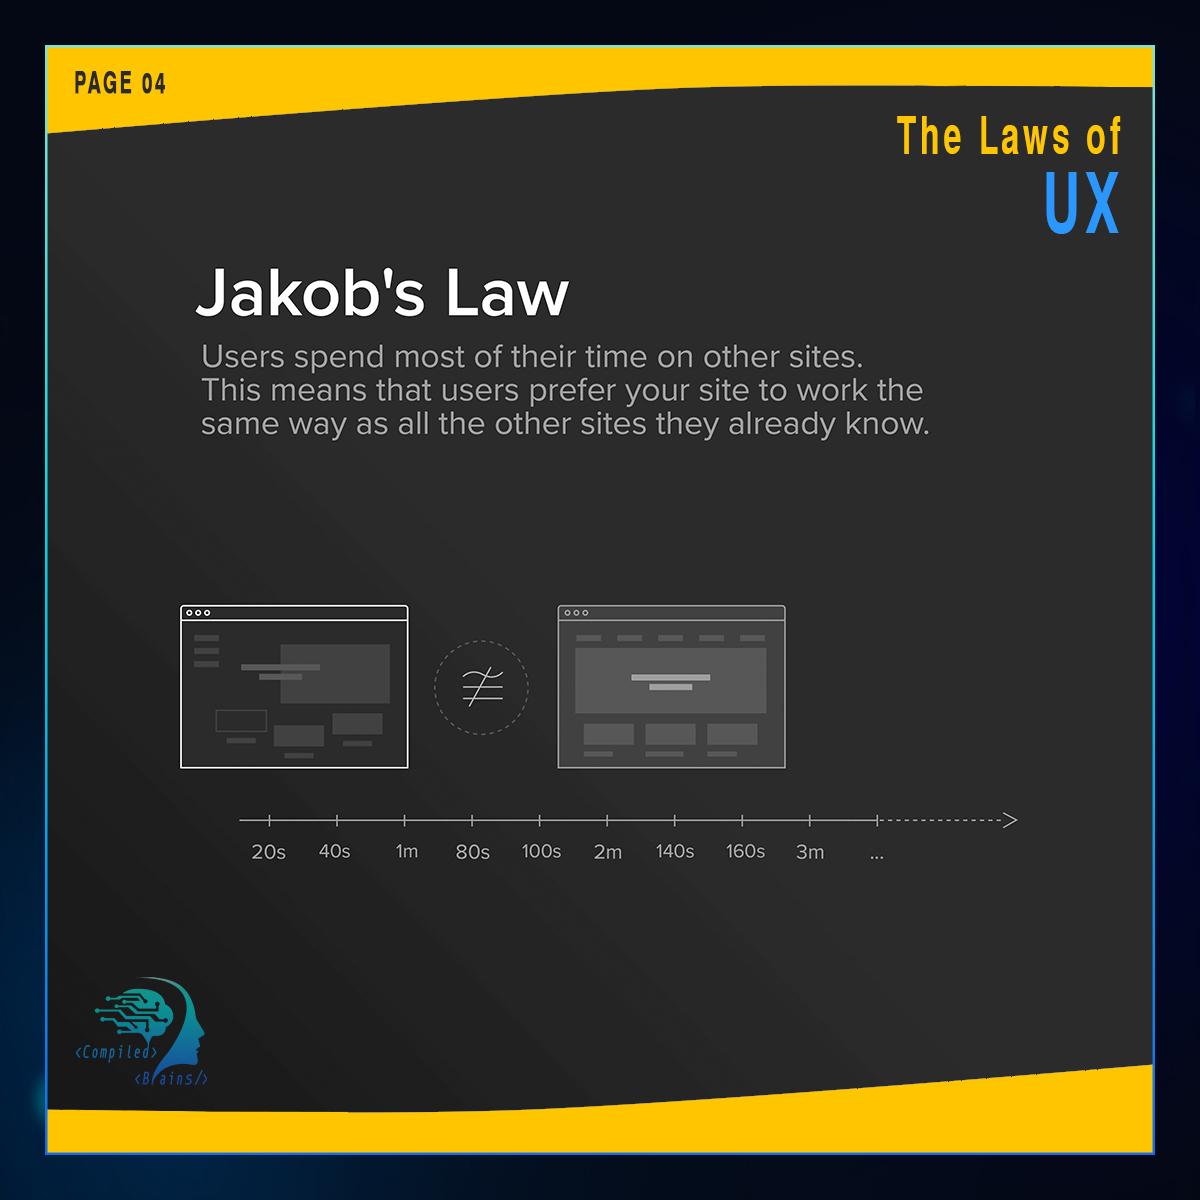 PAGE 04
The Laws of
UX
Jakob's Law
Users spend most of their time on other sites.
This means that users prefer your site to work the
same way as all the other sites they already know.
≠
20s 40s 1m 80s 100s 2m 140s 160s 3m ...
<Compiled>
<Brains/>